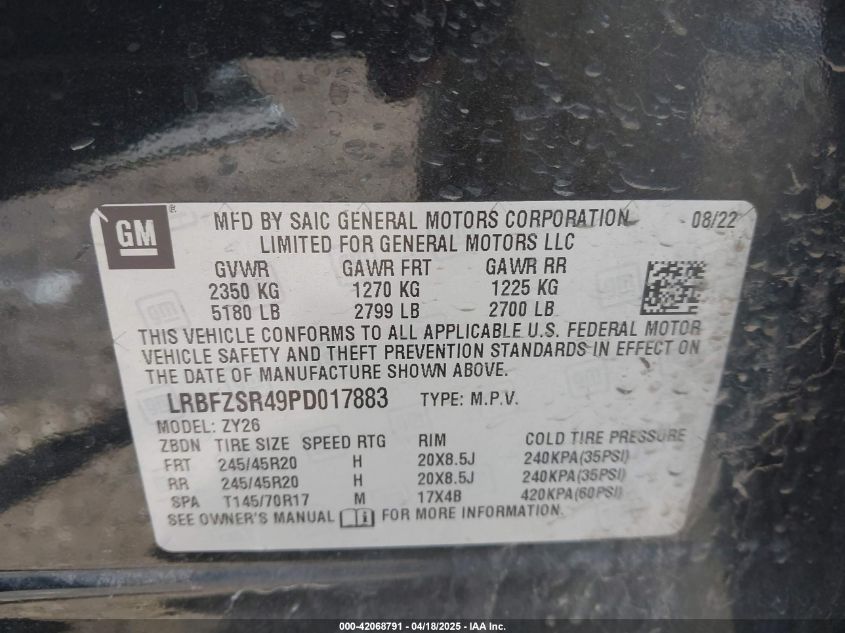 GM ® MFD BY SAIC GENERAL MOTORS CORPORATION 08/22
LIMITED FOR GENERAL MOTORS LLC
GVWR GAWR FRT GAWR RR
2350 KG 1270 KG 1225 KG
5180 LB 2799 LB 2700 LB
THIS VEHICLE CONFORMS TO ALL APPLICABLE U.S. FEDERAL MOTOR
VEHICLE SAFETY AND THEFT PREVENTION STANDARDS IN EFFECT ON
THE DATE OF MANUFACTURE SHOWN ABOVE.
LRBFZSR49PD017883 TYPE: M.P.V.
MODEL: ZY26
ZBDN TIRE SIZE SPEED RTG RIM COLD TIRE PRESSURE
FRT 245/45R20 H 20X8.5J 240KPA(35PSI)
RR 245/45R20 H 20X8.5J 240KPA(35PSI)
SPA T145/70R17 M 17X4B 420KPA(60PSI)
SEE OWNER'S MANUAL FOR MORE INFORMATION.
000-42068791 - 04/18/2025 - IAA Inc.